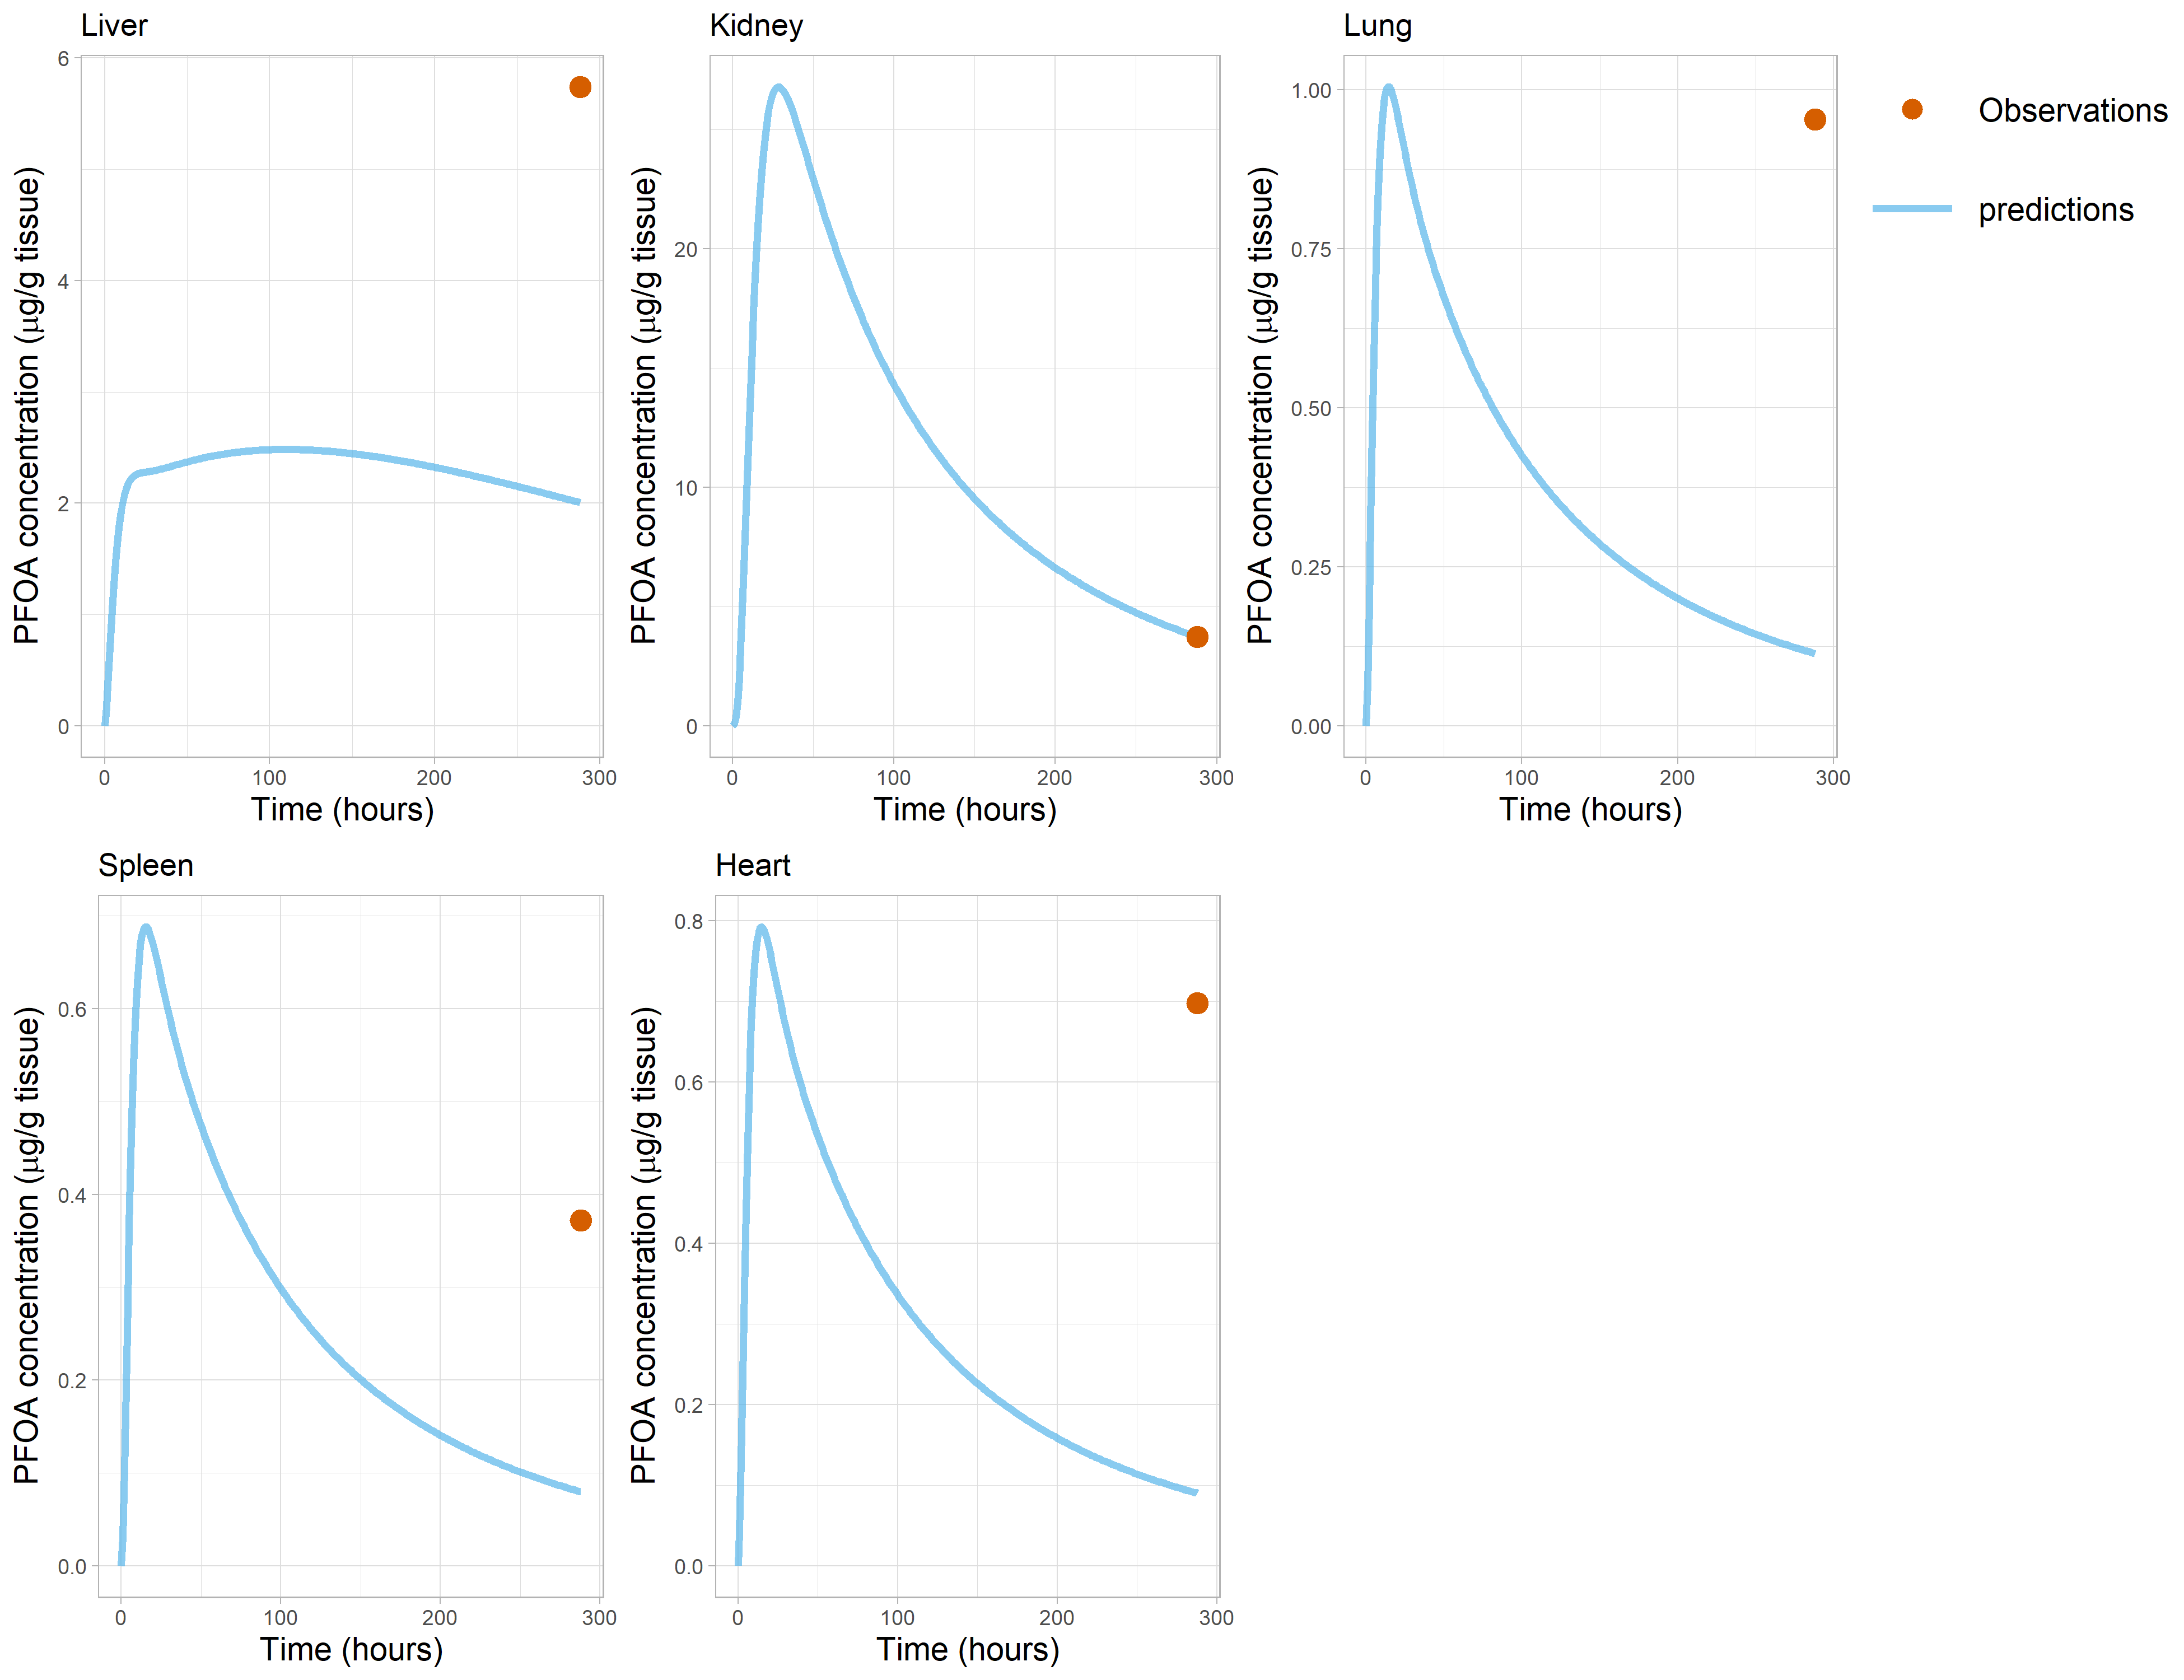 Liver
PFOA concentration (μg/g tissue)
6
4
2
0
0 100 200 300
Time (hours)
Kidney
PFOA concentration (μg/g tissue)
20
10
0
0 100 200 300
Time (hours)
Lung
PFOA concentration (μg/g tissue)
1.00
0.75
0.50
0.25
0.00
0 100 200 300
Time (hours)
Observations
predictions
Spleen
PFOA concentration (μg/g tissue)
0.6
0.4
0.2
0.0
0 100 200 300
Time (hours)
Heart
PFOA concentration (μg/g tissue)
0.8
0.6
0.4
0.2
0.0
0 100 200 300
Time (hours)